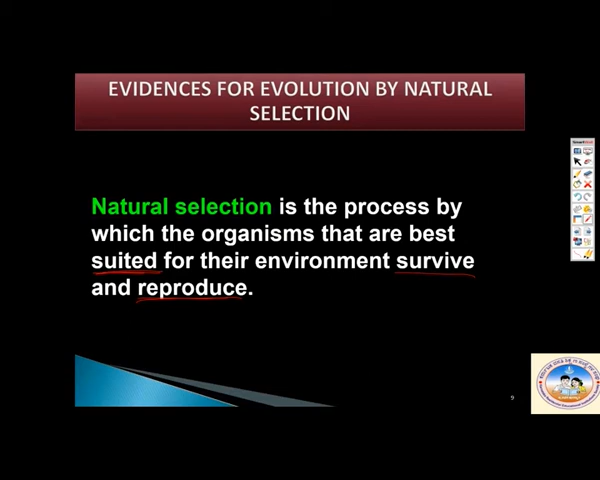 EVIDENCES FOR EVOLUTION BY NATURAL
SELECTION
Natural selection is the process by
which the organisms that are best
suited for their environment survive
and reproduce.
9